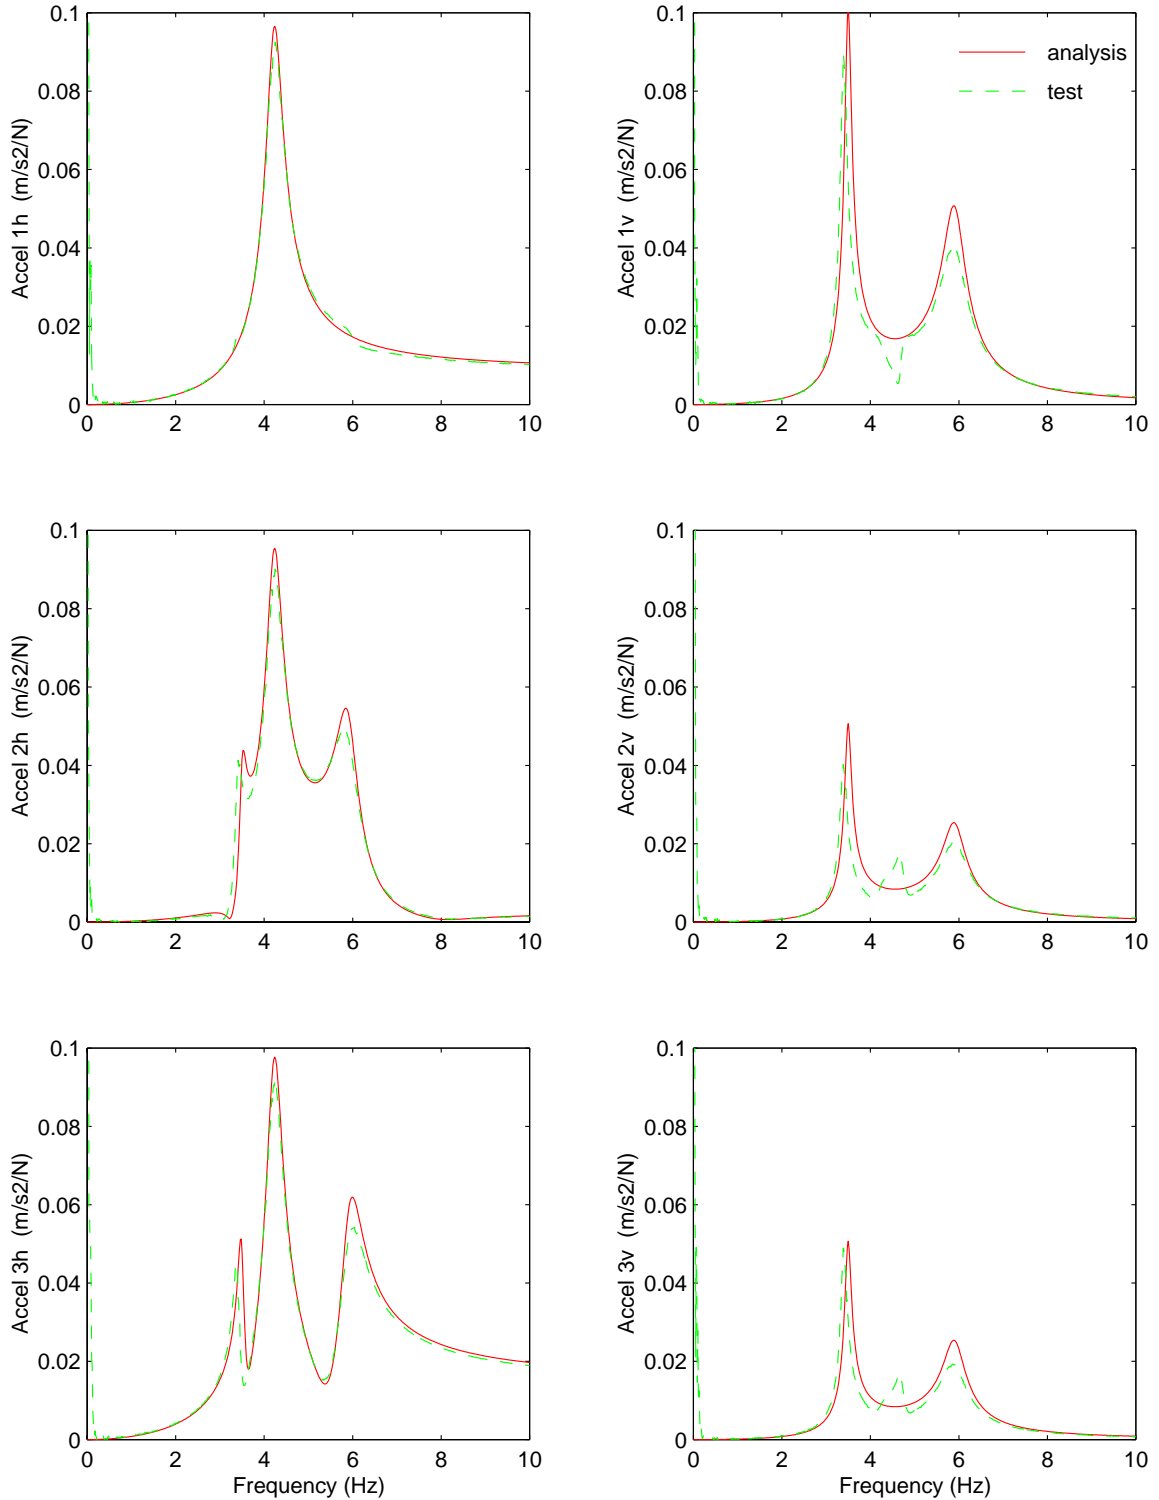 0.1
0.08
0.06
0.04
0.02
0
0 2 4 6 8 10
Accel 1h (m/s2/N)
0.1
0.08
0.06
0.04
0.02
0
0 2 4 6 8 10
Accel 1v (m/s2/N)
analysis
test
0.1
0.08
0.06
0.04
0.02
0
0 2 4 6 8 10
Accel 2h (m/s2/N)
0.1
0.08
0.06
0.04
0.02
0
0 2 4 6 8 10
Accel 2v (m/s2/N)
0.1
0.08
0.06
0.04
0.02
0
0 2 4 6 8 10
Accel 3h (m/s2/N)
Frequency (Hz)
0.1
0.08
0.06
0.04
0.02
0
0 2 4 6 8 10
Accel 3v (m/s2/N)
Frequency (Hz)